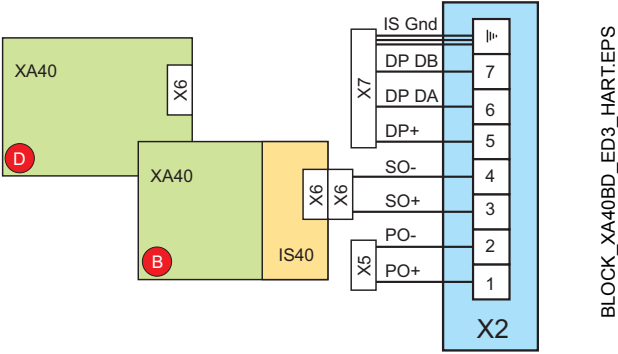 XA40
X6
D
XA40
IS40
B
X6
X6
X7
X5
IS Gnd
DP DB
7
DP DA
6
DP+
5
SO-
4
SO+
3
PO-
2
PO+
1
X2
BLOCK_XA40BD_ED3_HART.EPS